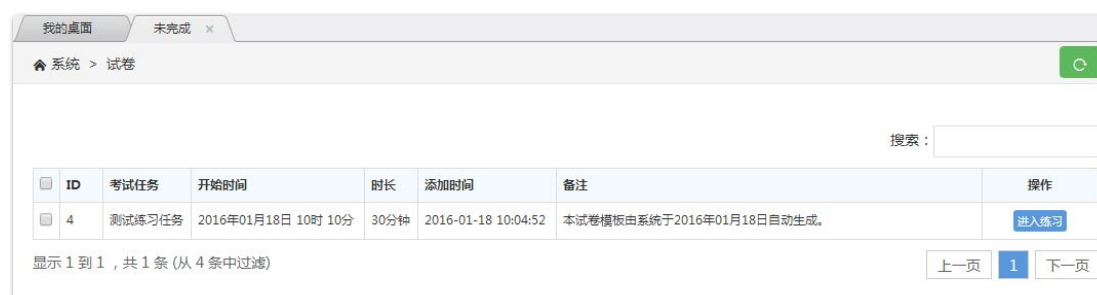 我的桌面 未完成 ×
系统 > 试卷
搜索：
ID 考试任务 开始时间 时长 添加时间 备注 操作
4 测试练习任务 2016年01月18日 10时 10分 30分钟 2016-01-18 10:04:52 本试卷模板由系统于2016年01月18日自动生成。 进入练习
显示 1 到 1 ，共 1 条 (从 4 条中过滤) 上一页 1 下一页